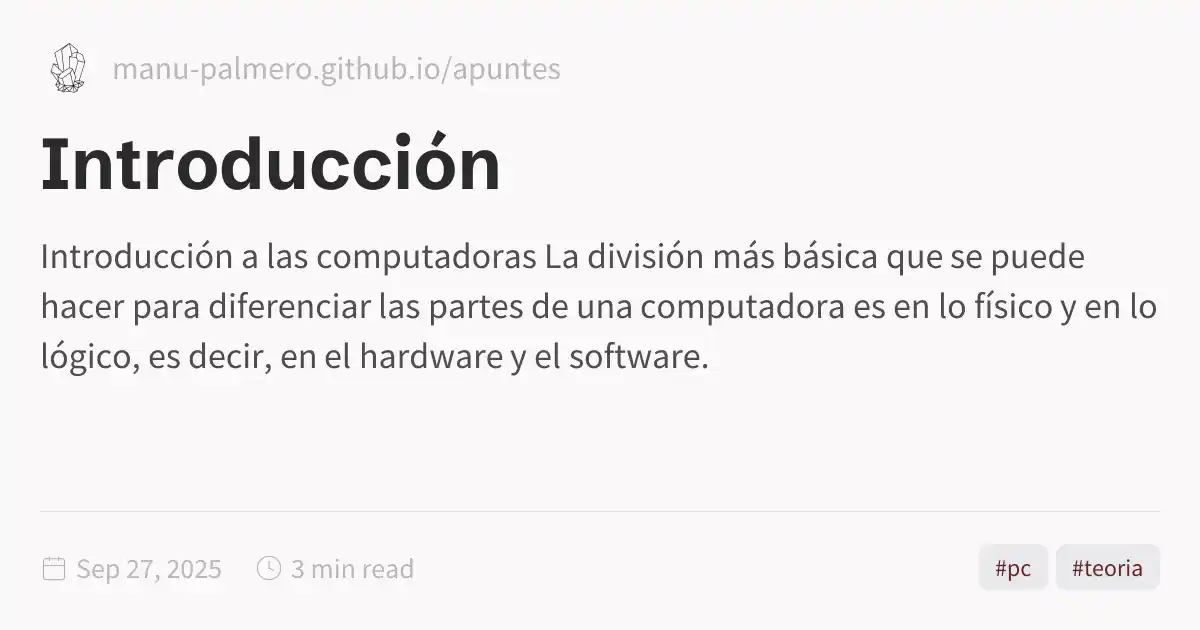 manu-palmero.github.io/apuntes
Introducción
Introducción a las computadoras La división más básica que se puede
hacer para diferenciar las partes de una computadora es en lo físico y en lo
lógico, es decir, en el hardware y el software.
Sep 27, 2025 3 min read #pc #teoria